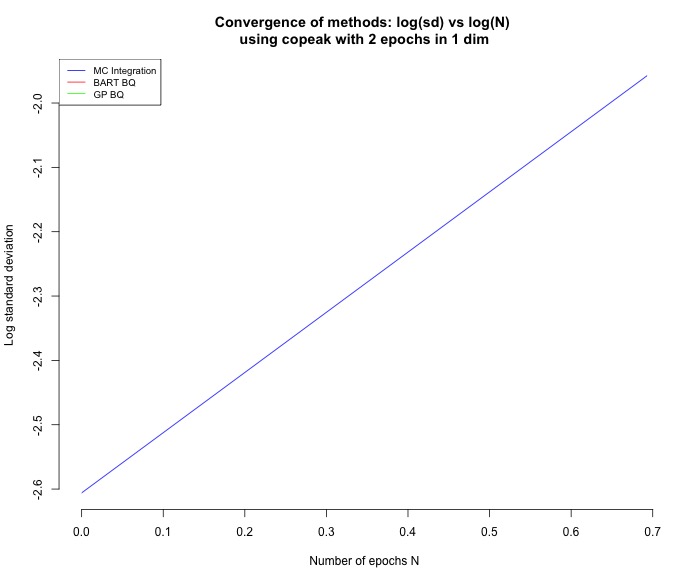 Convergence of methods: log(sd) vs log(N)
using copeak with 2 epochs in 1 dim
MC Integration
BART BQ
GP BQ
Log standard deviation
-2.0
-2.1
-2.2
-2.3
-2.4
-2.5
-2.6
0.0 0.1 0.2 0.3 0.4 0.5 0.6 0.7
Number of epochs N